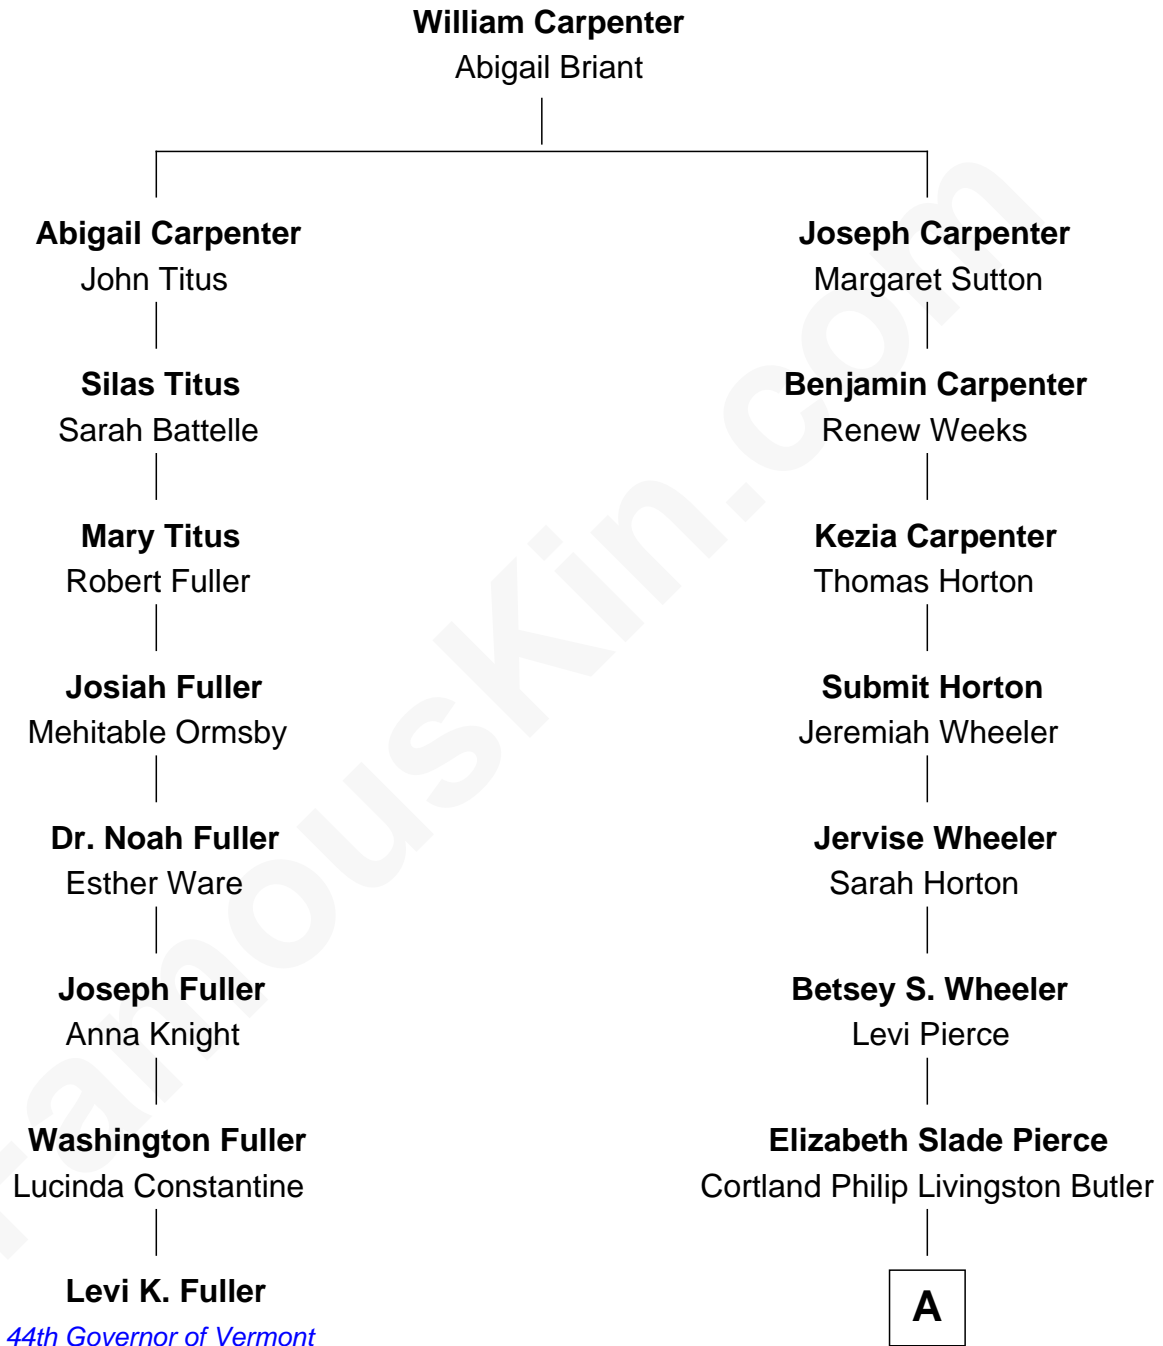 William Carpenter
Abigail Briant
Abigail Carpenter
John Titus
Joseph Carpenter
Margaret Sutton
Silas Titus
Sarah Battelle
Benjamin Carpenter
Renew Weeks
Mary Titus
Robert Fuller
Kezia Carpenter
Thomas Horton
Josiah Fuller
Mehitable Ormsby
Submit Horton
Jeremiah Wheeler
Dr. Noah Fuller
Esther Ware
Jervise Wheeler
Sarah Horton
Joseph Fuller
Anna Knight
Betsey S. Wheeler
Levi Pierce
Washington Fuller
Lucinda Constantine
Elizabeth Slade Pierce
Cortland Philip Livingston Butler
Levi K. Fuller
44th Governor of Vermont
A
FamousKin.com